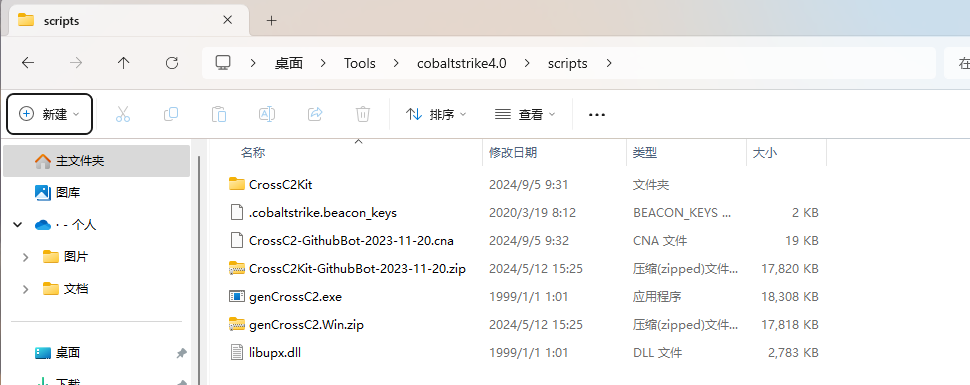 scripts
桌面 Tools cobaltstrike4.0 scripts 在
新建 排序 查看
名称 修改日期 类型 大小
主文件夹
图库
· - 个人
图片
文档
桌面
下载
CrossC2Kit 2024/9/5 9:31 文件夹
.cobaltstrike.beacon_keys 2020/3/19 8:12 BEACON_KEYS ... 2 KB
CrossC2-GithubBot-2023-11-20.cna 2024/9/5 9:32 CNA 文件 19 KB
CrossC2Kit-GithubBot-2023-11-20.zip 2024/5/12 15:25 压缩(zipped)文件... 17,820 KB
genCrossC2.exe 1999/1/1 1:01 应用程序 18,308 KB
genCrossC2.Win.zip 2024/5/12 15:25 压缩(zipped)文件... 17,818 KB
libupx.dll 1999/1/1 1:01 DLL 文件 2,783 KB